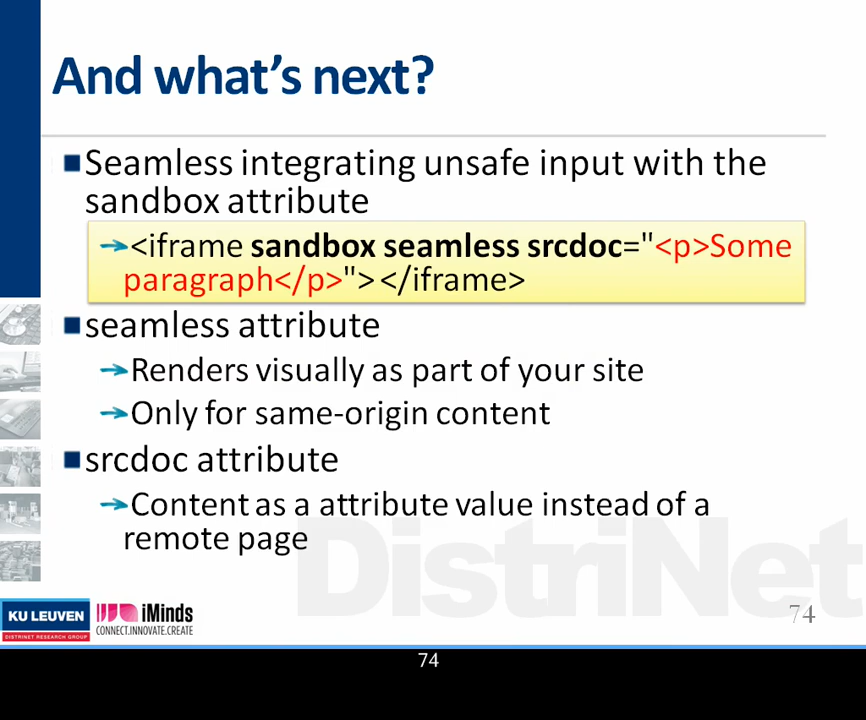 And what's next?
Seamless integrating unsafe input with the
sandbox attribute
<iframe sandbox seamless srcdoc="<p>Some
paragraph</p>"></iframe>
seamless attribute
Renders visually as part of your site
Only for same-origin content
srcdoc attribute
Content as a attribute value instead of a
remote page
DistriNet
KU LEUVEN
DISTRINET RESEARCH GROUP
iMinds
CONNECT.INNOVATE.CREATE
74
74